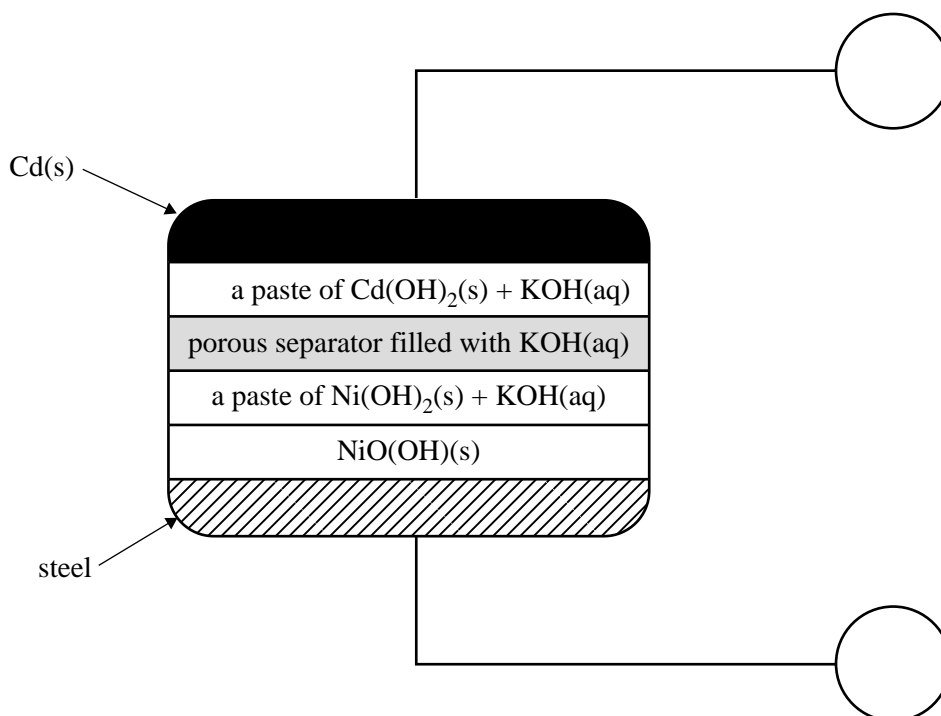 Cd(s)
a paste of Cd(OH)₂(s) + KOH(aq)
porous separator filled with KOH(aq)
a paste of Ni(OH)₂(s) + KOH(aq)
NiO(OH)(s)
steel